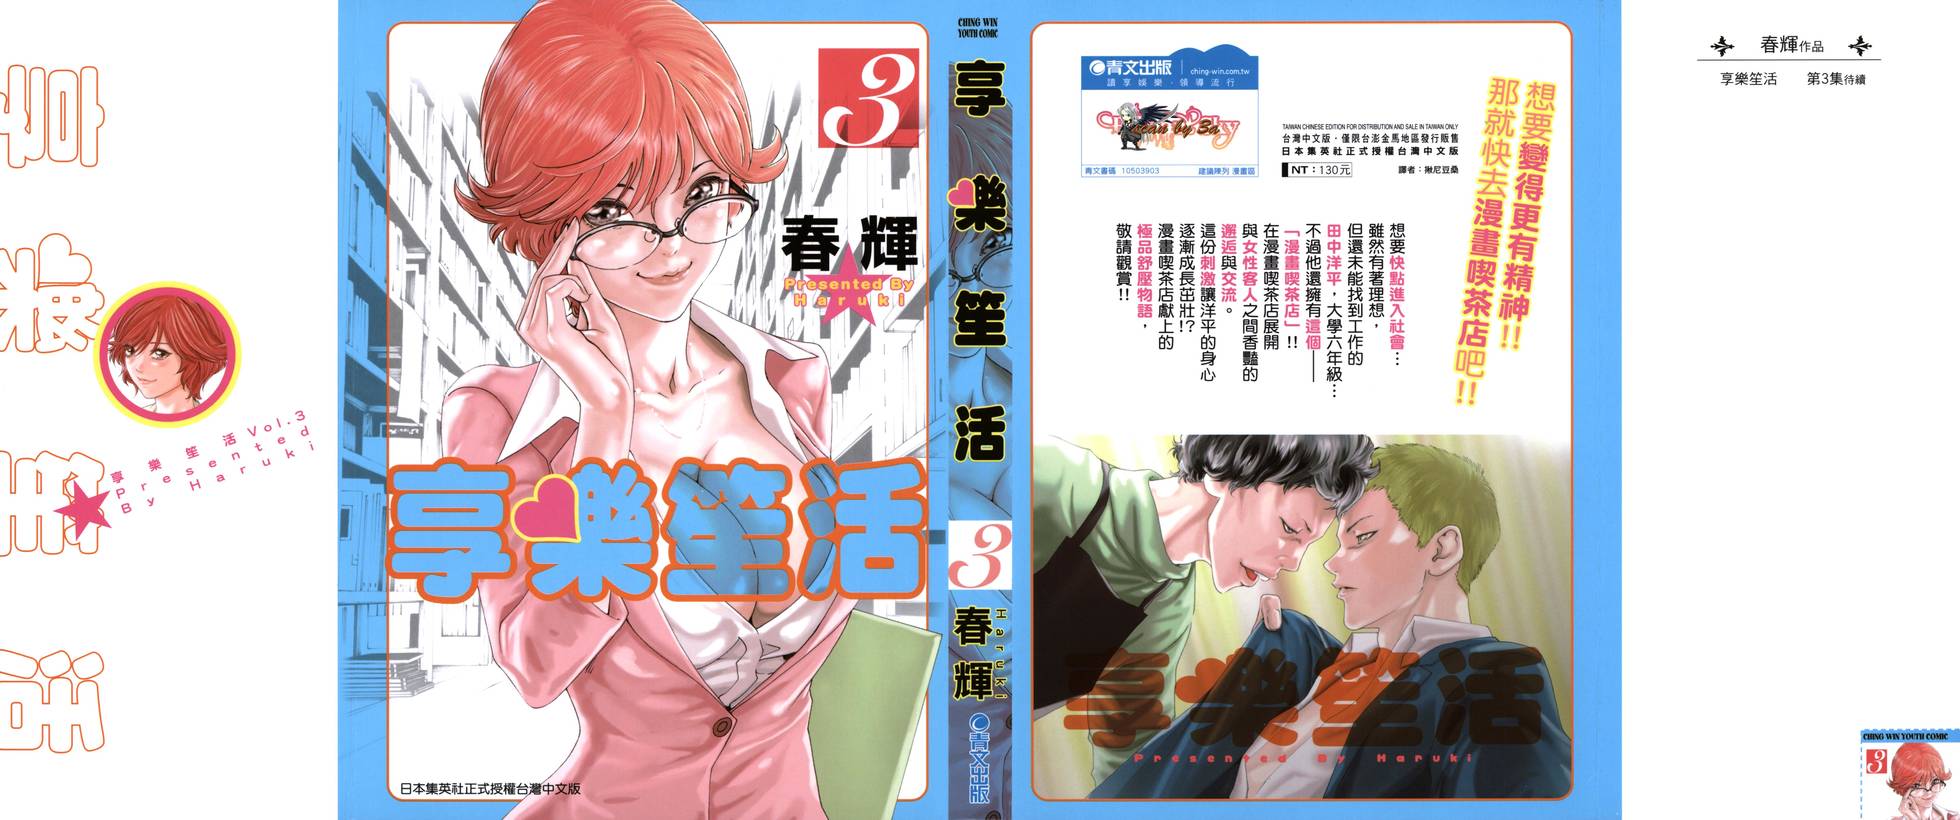 享樂笙活 Vol.3
Presented
By Haruki
3
春輝
Presented By
Haruki
享樂笙活
日本集英社正式授權台灣中文版
CHING WIN
YOUTH COMIC
享樂笙活
3
春輝
Haruki
青文出版
青文出版
ching-win.com.tw
讀享娛樂‧領導流行
Scan by 3a
青文書碼 10503903
建議陳列 漫畫區
TAIWAN CHINESE EDITION FOR DISTRIBUTION AND SALE IN TAIWAN ONLY
台灣中文版‧僅限台澎金馬地區發行販售
日本集英社正式授權台灣中文版
NT:130元
譯者:揪尼豆桑
想要變得更有精神!!
那就快去漫畫喫茶店吧!!
想要快點進入社會…
雖然有著理想，
但還未能找到工作的
田中洋平，大學六年級…
不過他還擁有這個——
「漫畫喫茶店」!!
在漫畫喫茶店展開
與女性客人之間香豔的
邂逅與交流。
這份刺激讓洋平的身心
逐漸成長茁壯!?
漫畫喫茶店獻上的
極品舒壓物語，
敬請觀賞!!
享樂笙活
Presented By Haruki
春輝作品
享樂笙活 第3集待續
CHING WIN YOUTH COMIC
3